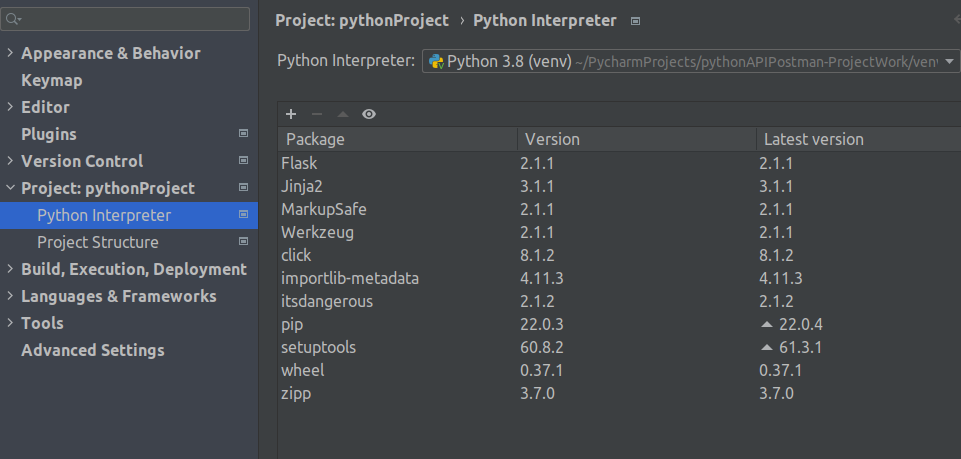 Appearance & Behavior
Keymap
Editor
Plugins
Version Control
Project: pythonProject
Python Interpreter
Project Structure
Build, Execution, Deployment
Languages & Frameworks
Tools
Advanced Settings
Project: pythonProject › Python Interpreter
Python Interpreter: Python 3.8 (venv) ~/PycharmProjects/pythonAPIPostman-ProjectWork/venv
Package Version Latest version
Flask 2.1.1 2.1.1
Jinja2 3.1.1 3.1.1
MarkupSafe 2.1.1 2.1.1
Werkzeug 2.1.1 2.1.1
click 8.1.2 8.1.2
importlib-metadata 4.11.3 4.11.3
itsdangerous 2.1.2 2.1.2
pip 22.0.3 22.0.4
setuptools 60.8.2 61.3.1
wheel 0.37.1 0.37.1
zipp 3.7.0 3.7.0